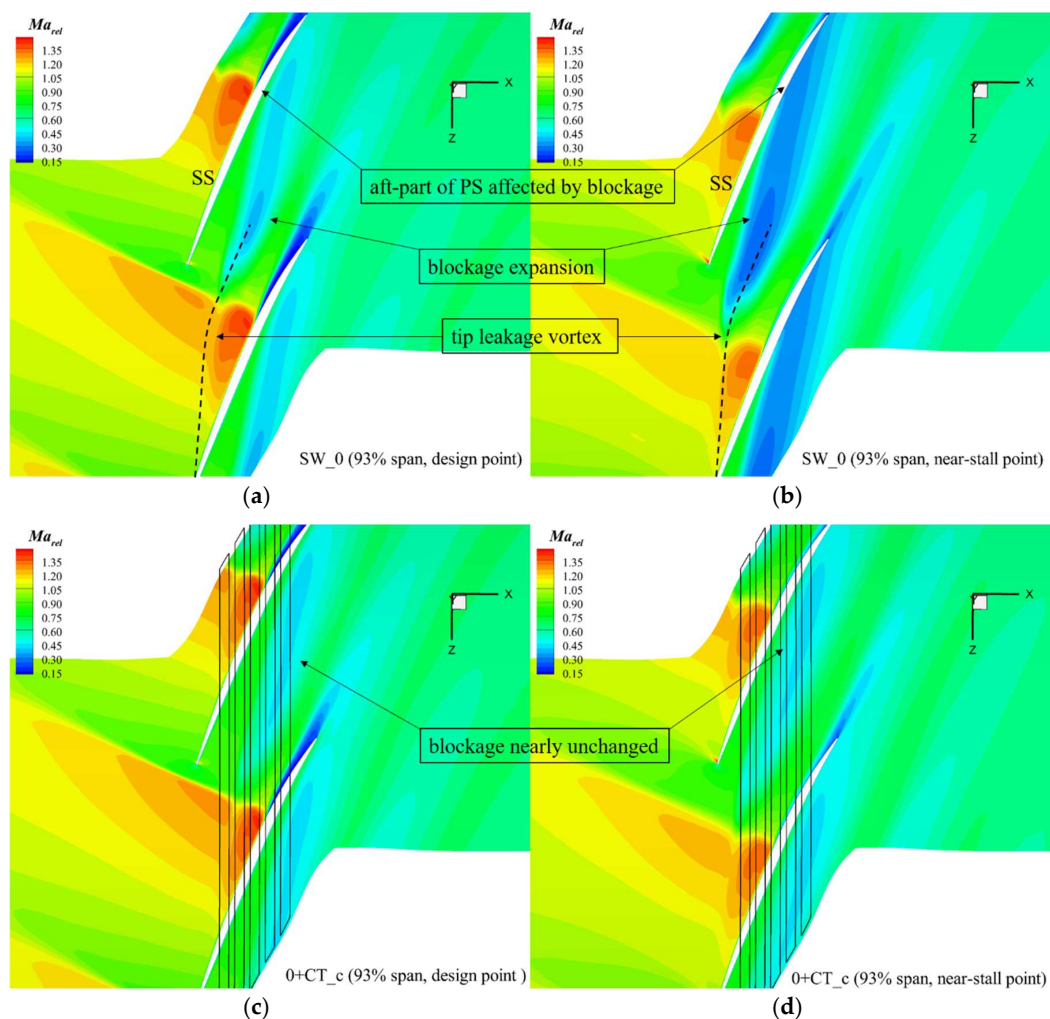 Ma_rel
1.35
1.20
1.05
0.90
0.75
0.60
0.45
0.30
0.15
SS
X
Y
Z
SW_0 (93% span, design point)
(a)
Ma_rel
1.35
1.20
1.05
0.90
0.75
0.60
0.45
0.30
0.15
SS
X
Y
Z
SW_0 (93% span, near-stall point)
(b)
aft-part of PS affected by blockage
blockage expansion
tip leakage vortex
Ma_rel
1.35
1.20
1.05
0.90
0.75
0.60
0.45
0.30
0.15
X
Y
Z
0+CT_c (93% span, design point )
(c)
Ma_rel
1.35
1.20
1.05
0.90
0.75
0.60
0.45
0.30
0.15
X
Y
Z
0+CT_c (93% span, near-stall point)
(d)
blockage nearly unchanged